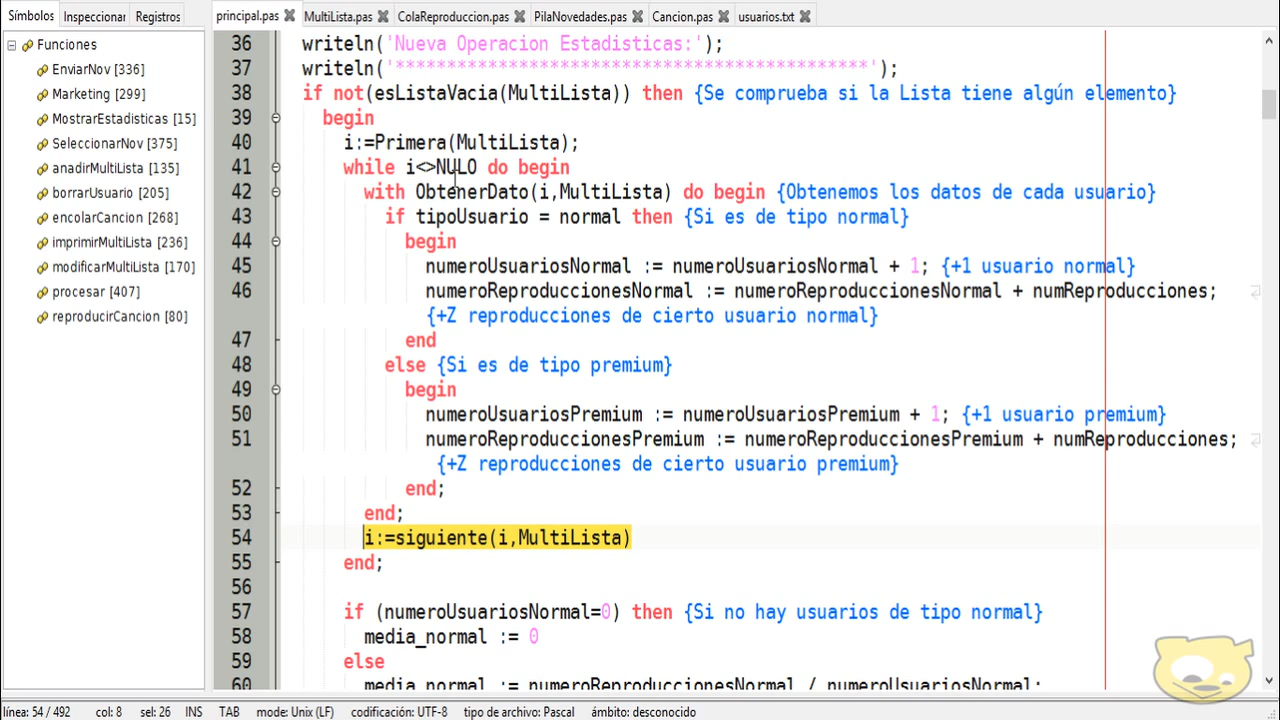 Símbolos Inspeccionar Registros
principal.pas MultiLista.pas ColaReproduccion.pas PilaNovedades.pas Cancion.pas usuarios.txt
Funciones
EnviarNov [336]
Marketing [299]
MostrarEstadisticas [15]
SeleccionarNov [375]
anadirMultiLista [135]
borrarUsuario [205]
encolarCancion [268]
imprimirMultiLista [236]
modificarMultiLista [170]
procesar [407]
reproducirCancion [80]
36 writeln('Nueva Operacion Estadisticas:');
37 writeln('**********************************************');
38 if not(esListaVacia(MultiLista)) then {Se comprueba si la Lista tiene algún elemento}
39 begin
40 i:=Primera(MultiLista);
41 while i<>NULO do begin
42 with ObtenerDato(i,MultiLista) do begin {Obtenemos los datos de cada usuario}
43 if tipoUsuario = normal then {Si es de tipo normal}
44 begin
45 numeroUsuariosNormal := numeroUsuariosNormal + 1; {+1 usuario normal}
46 numeroReproduccionesNormal := numeroReproduccionesNormal + numReproducciones;
{+Z reproducciones de cierto usuario normal}
47 end
48 else {Si es de tipo premium}
49 begin
50 numeroUsuariosPremium := numeroUsuariosPremium + 1; {+1 usuario premium}
51 numeroReproduccionesPremium := numeroReproduccionesPremium + numReproducciones;
{+Z reproducciones de cierto usuario premium}
52 end;
53 end;
54 i:=siguiente(i,MultiLista)
55 end;
56
57 if (numeroUsuariosNormal=0) then {Si no hay usuarios de tipo normal}
58 media_normal := 0
59 else
60 media_normal := numeroReproduccionesNormal / numeroUsuariosNormal;
línea: 54 / 492 col: 8 sel: 26 INS TAB mode: Unix (LF) codificación: UTF-8 tipo de archivo: Pascal ámbito: desconocido